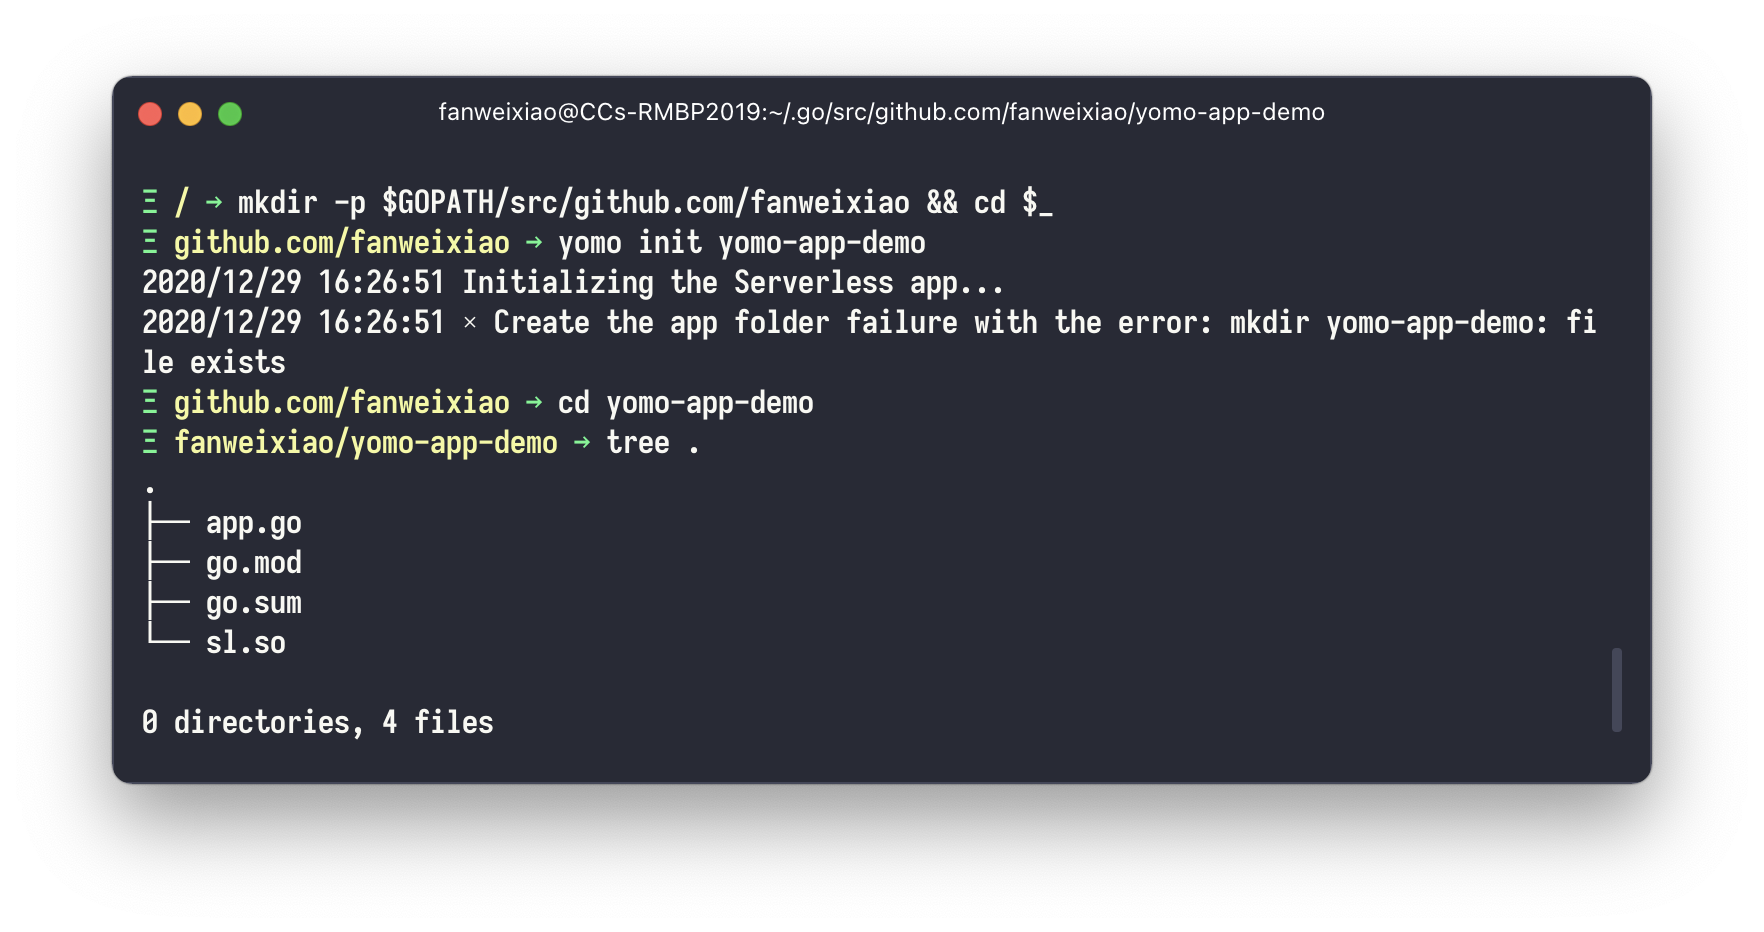 fanweixiao@CCs-RMBP2019:~/.go/src/github.com/fanweixiao/yomo-app-demo
Ξ / → mkdir -p $GOPATH/src/github.com/fanweixiao && cd $_
Ξ github.com/fanweixiao → yomo init yomo-app-demo
2020/12/29 16:26:51 Initializing the Serverless app...
2020/12/29 16:26:51 × Create the app folder failure with the error: mkdir yomo-app-demo: fi
le exists
Ξ github.com/fanweixiao → cd yomo-app-demo
Ξ fanweixiao/yomo-app-demo → tree .
.
├── app.go
├── go.mod
├── go.sum
└── sl.so
0 directories, 4 files